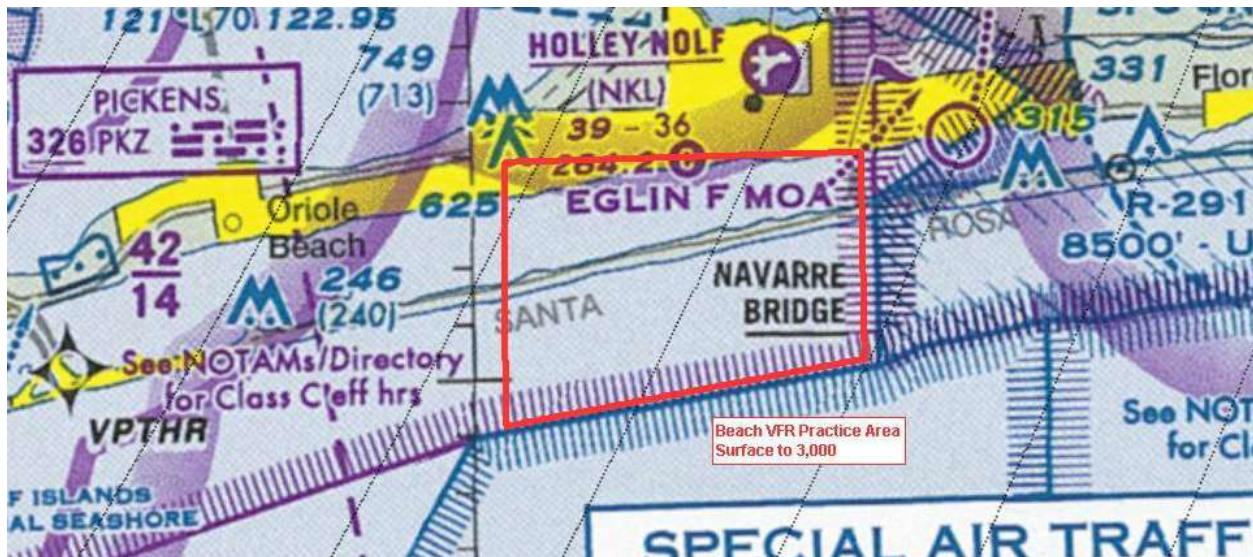 121 L 70 122.95
749
(713)
HOLLEY NOLF
(NKL)
39 - 36
284.2
PICKENS
326 PKZ
331
Flor
315
EGLIN F MOA
625
Oriole
Beach
ROSA
R-291
8500' - U
42
14
246
(240)
SANTA
NAVARRE
BRIDGE
See NOTAMs/Directory
for Class C eff hrs
VPTHR
Beach VFR Practice Area
Surface to 3,000
See NOT
for Cl
F ISLANDS
AL SEASHORE
SPECIAL AIR TRAFF